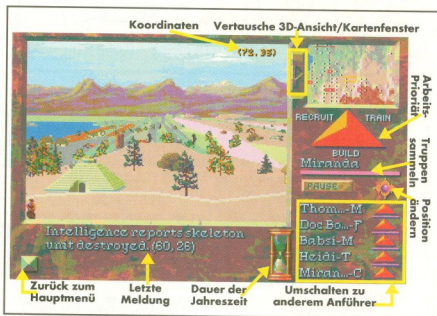 Koordinaten
Vertausche 3D-Ansicht/Kartenfenster
(72,95)
Arbeits-
Priorität
RECRUIT
TRAIN
BUILD
Miranda
Truppen
sammeln
PAUSE
Position
ändern
Thom...-M
Doc Bo...-F
Babsi-M
Heidi-T
Miran...-C
Intelligence reports skeleton
unit destroyed. (60,26)
Zurück zum
Hauptmenü
Letzte
Meldung
Dauer der
Jahreszeit
Umschalten zu
anderem Anführer